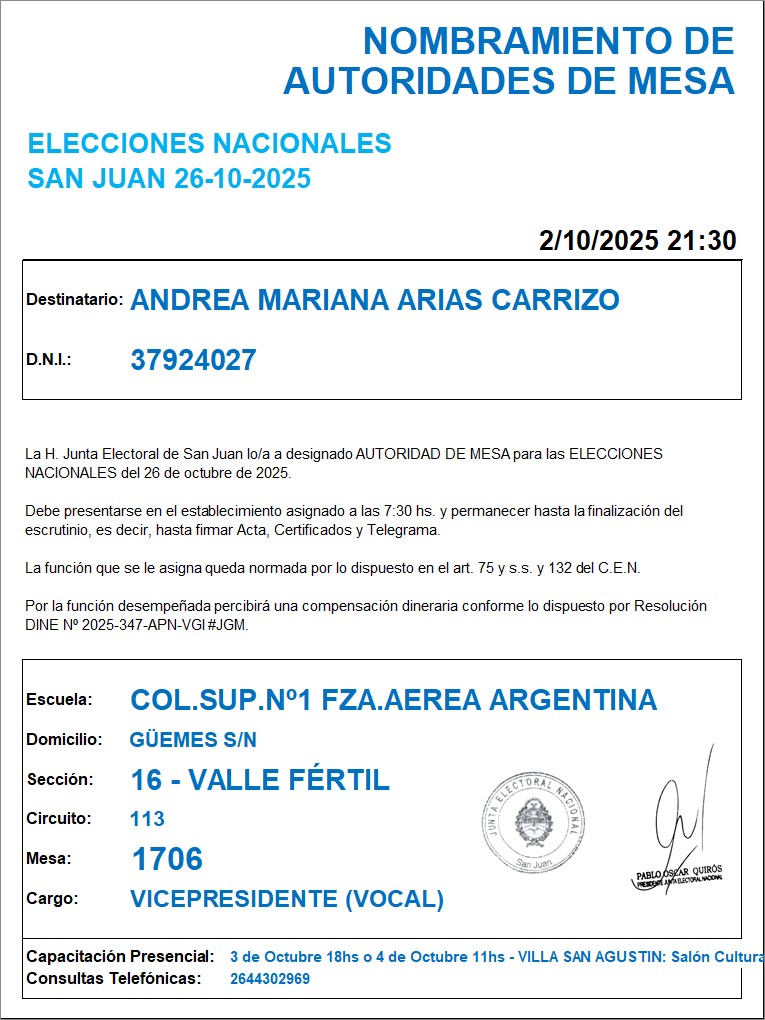 NOMBRAMIENTO DE
AUTORIDADES DE MESA
ELECCIONES NACIONALES
SAN JUAN 26-10-2025
2/10/2025 21:30
Destinatario: ANDREA MARIANA ARIAS CARRIZO
D.N.I.: 37924027
La H. Junta Electoral de San Juan lo/a a designado AUTORIDAD DE MESA para las ELECCIONES
NACIONALES del 26 de octubre de 2025.
Debe presentarse en el establecimiento asignado a las 7:30 hs. y permanecer hasta la finalización del
escrutinio, es decir, hasta firmar Acta, Certificados y Telegrama.
La función que se le asigna queda normada por lo dispuesto en el art. 75 y s.s. y 132 del C.E.N.
Por la función desempeñada percibirá una compensación dineraria conforme lo dispuesto por Resolución
DINE Nº 2025-347-APN-VGI#JGM.
Escuela: COL.SUP.Nº1 FZA.AEREA ARGENTINA
Domicilio: GÜEMES S/N
Sección: 16 - VALLE FÉRTIL
Circuito: 113
Mesa: 1706
Cargo: VICEPRESIDENTE (VOCAL)
JUNTA ELECTORAL NACIONAL
San Juan
PABLO OSCAR QUIRÓS
PRESIDENTE JUNTA ELECTORAL NACIONAL
Capacitación Presencial: 3 de Octubre 18hs o 4 de Octubre 11hs - VILLA SAN AGUSTIN: Salón Cultura
Consultas Telefónicas: 2644302969